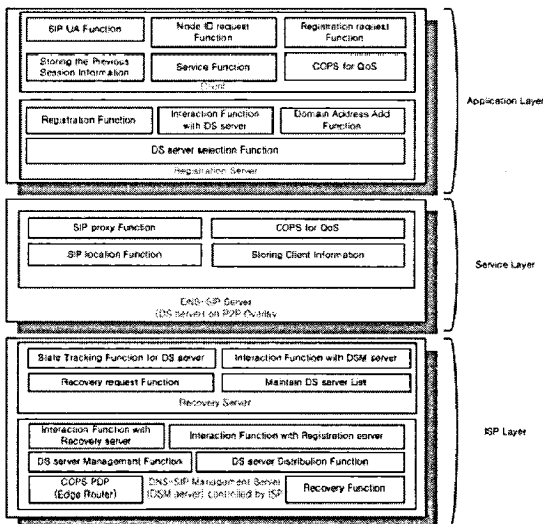 SIP UA Function
Node ID request
Function
Registration request
Function
Storing the Previous
Session Information
Service Function
COPS for QoS
Client
Registration Function
Interaction Function
with DS server
Domain Address Add
Function
DS server selection Function
Registration Server
Application Layer
SIP proxy Function
COPS for QoS
SIP location Function
Storing Client Information
DNS-SIP Server
(DS server) on P2P Overlay
Service Layer
State Tracking Function for DS server
Interaction Function with DSM server
Recovery request Function
Maintain DS server List
Recovery Server
Interaction Function with
Recovery server
Interaction Function with Registration server
DS server Management Function
DS server Distribution Function
COPS PDP
(Edge Router)
DNS-SIP Management Server
(DSM server) controlled by ISP
Recovery Function
ISP Layer